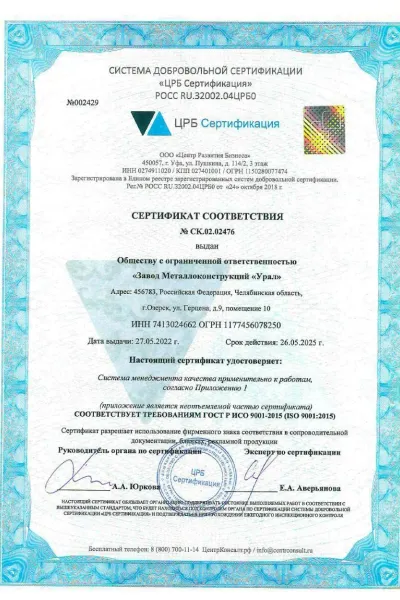 СИСТЕМА ДОБРОВОЛЬНОЙ СЕРТИФИКАЦИИ
«ЦРБ Сертификация»
РОСС RU.32002.04ЦРБ0
№002429
ЦРБ Сертификация
ООО «Центр Развития Бизнеса»
450057, г. Уфа, ул. Пушкина, д. 114/2, 3 этаж
ИНН 0274911020 / КПП 027401001 / ОГРН 1150280077474
Зарегистрировано в Едином реестре зарегистрированных систем добровольной сертификации.
Рег.№ РОСС RU.32002.04ЦРБ0 от «24» октября 2018 г.
СЕРТИФИКАТ СООТВЕТСТВИЯ
№ СК.02.02476
выдан
Обществу с ограниченной ответственностью
«Завод Металлоконструкций «Урал»
Адрес: 456783, Российская Федерация, Челябинская область,
г.Озерск, ул. Герцена, д.9, помещение 10
ИНН 7413024662 ОГРН 1177456078250
Дата выдачи: 27.05.2022 г. Срок действия: 26.05.2025 г.
Настоящий сертификат удостоверяет:
Система менеджмента качества применительно к работам,
согласно Приложению 1
(приложение является неотъемлемой частью сертификата)
СООТВЕТСТВУЕТ ТРЕБОВАНИЯМ ГОСТ Р ИСО 9001-2015 (ISO 9001:2015)
Сертификат разрешает использование фирменного знака соответствия в сопроводительной
документации, бланках, рекламной продукции
Руководитель органа по сертификации Эксперт по сертификации
ЦРБ
Сертификация
А.А. Юркова Е.А. Аверьянова
НАСТОЯЩИЙ СЕРТИФИКАТ ОБЯЗЫВАЕТ ОРГАНИЗАЦИЮ ПОДДЕРЖИВАТЬ СОСТОЯНИЕ ВЫПОЛНЯЕМЫХ РАБОТ В СООТВЕТСТВИИ С
ВЫШЕУКАЗАННЫМ СТАНДАРТОМ, ЧТО БУДЕТ НАХОДИТЬСЯ ПОД КОНТРОЛЕМ ОРГАНА ПО СЕРТИФИКАЦИИ СИСТЕМЫ ДОБРОВОЛЬНОЙ
СЕРТИФИКАЦИИ «ЦРБ СЕРТИФИКАЦИЯ» И ПОДТВЕРЖДАТЬСЯ ПРИ ПРОХОЖДЕНИИ ЕЖЕГОДНОГО ИНСПЕКЦИОННОГО КОНТРОЛЯ
Бесплатный телефон: 8 (800) 700-11-14 ЦентрКонсалт.рф / info@centrconsult.ru